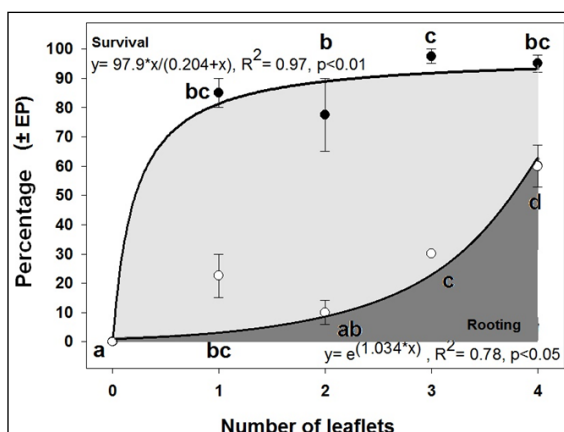 Survival
y= 97.9*x/(0.204+x), R2= 0.97, p<0.01
b
c
bc
bc
Percentage (± EP)
100
90
80
70
60
50
40
30
20
10
0
a
bc
ab
c
d
Rooting
y= e(1.034*x) , R2= 0.78, p<0.05
0 1 2 3 4
Number of leaflets